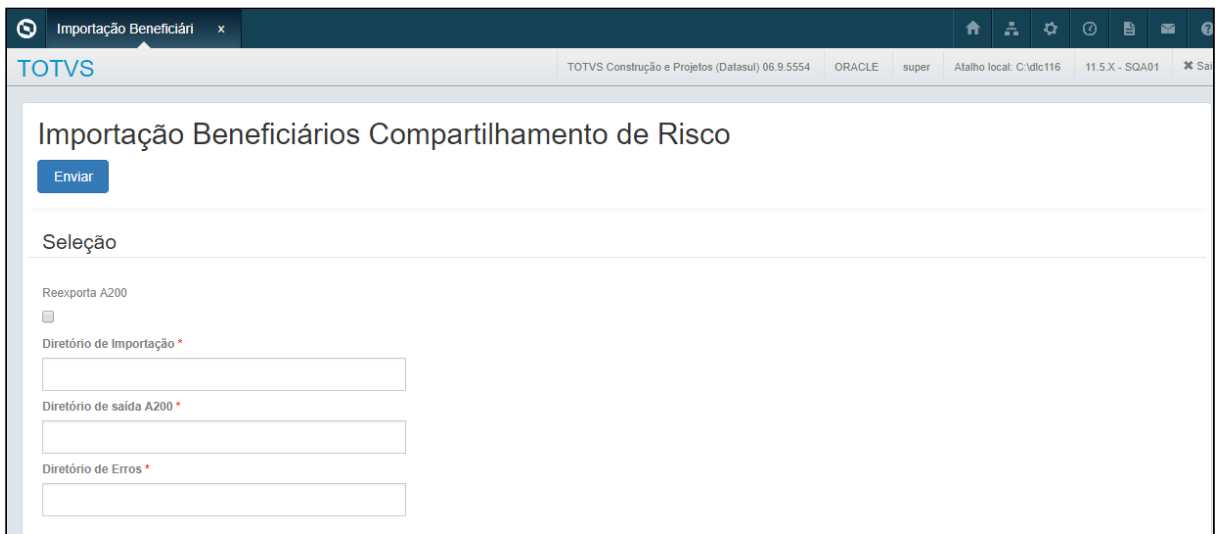 Importação Beneficiári x
TOTVS TOTVS Construção e Projetos (Datasul) 06.9.5554 ORACLE super Atalho local: C:\dlc116 11.5.X - SQA01 ✖ Sai
Importação Beneficiários Compartilhamento de Risco
Enviar
Seleção
Reexporta A200
Diretório de Importação *
Diretório de saída A200 *
Diretório de Erros *